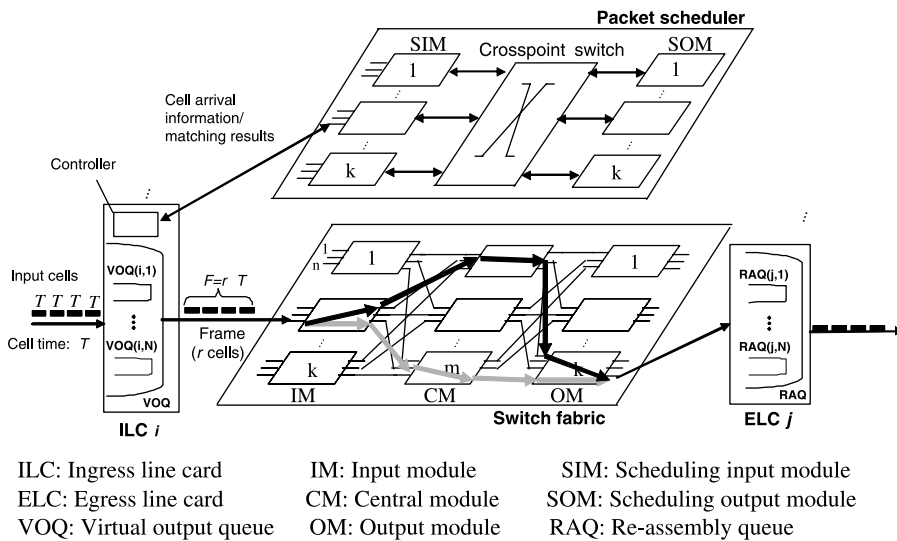 Packet scheduler
SIM
SOM
Crosspoint switch
1
1
k
k
Cell arrival
information/
matching results
Controller
Input cells
T T T T
Cell time: T
VOQ(i,1)
VOQ(i,N)
VOQ
ILC i
F=r T
Frame
(r cells)
1
n
1
1
k
m
k
IM
CM
OM
Switch fabric
RAQ(j,1)
RAQ(j,N)
RAQ
ELC j
ILC: Ingress line card
IM: Input module
SIM: Scheduling input module
ELC: Egress line card
CM: Central module
SOM: Scheduling output module
VOQ: Virtual output queue
OM: Output module
RAQ: Re-assembly queue